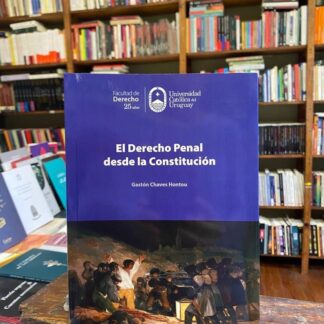 Facultad de
Derecho
25 años
Universidad
Católica del
Uruguay
El Derecho Penal
desde la Constitución
Gastón Chaves Hontou